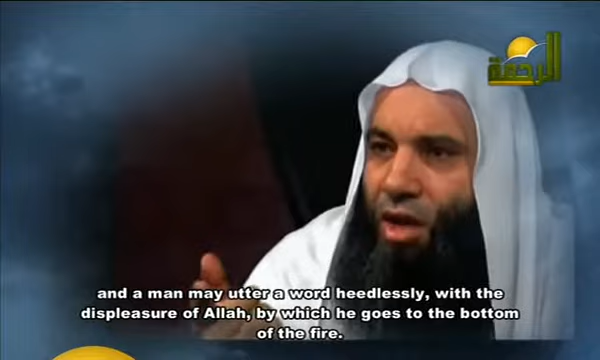 الرحمة
and a man may utter a word heedlessly, with the
displeasure of Allah, by which he goes to the bottom
of the fire.